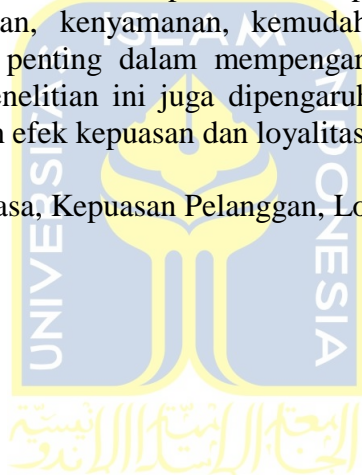 an, kenyamanan, kemudah
penting dalam mempengar
enelitian ini juga dipengaruh
n efek kepuasan dan loyalitas
asa, Kepuasan Pelanggan, Lo
ISLAM
UNIVERSITAS
INDONESIA